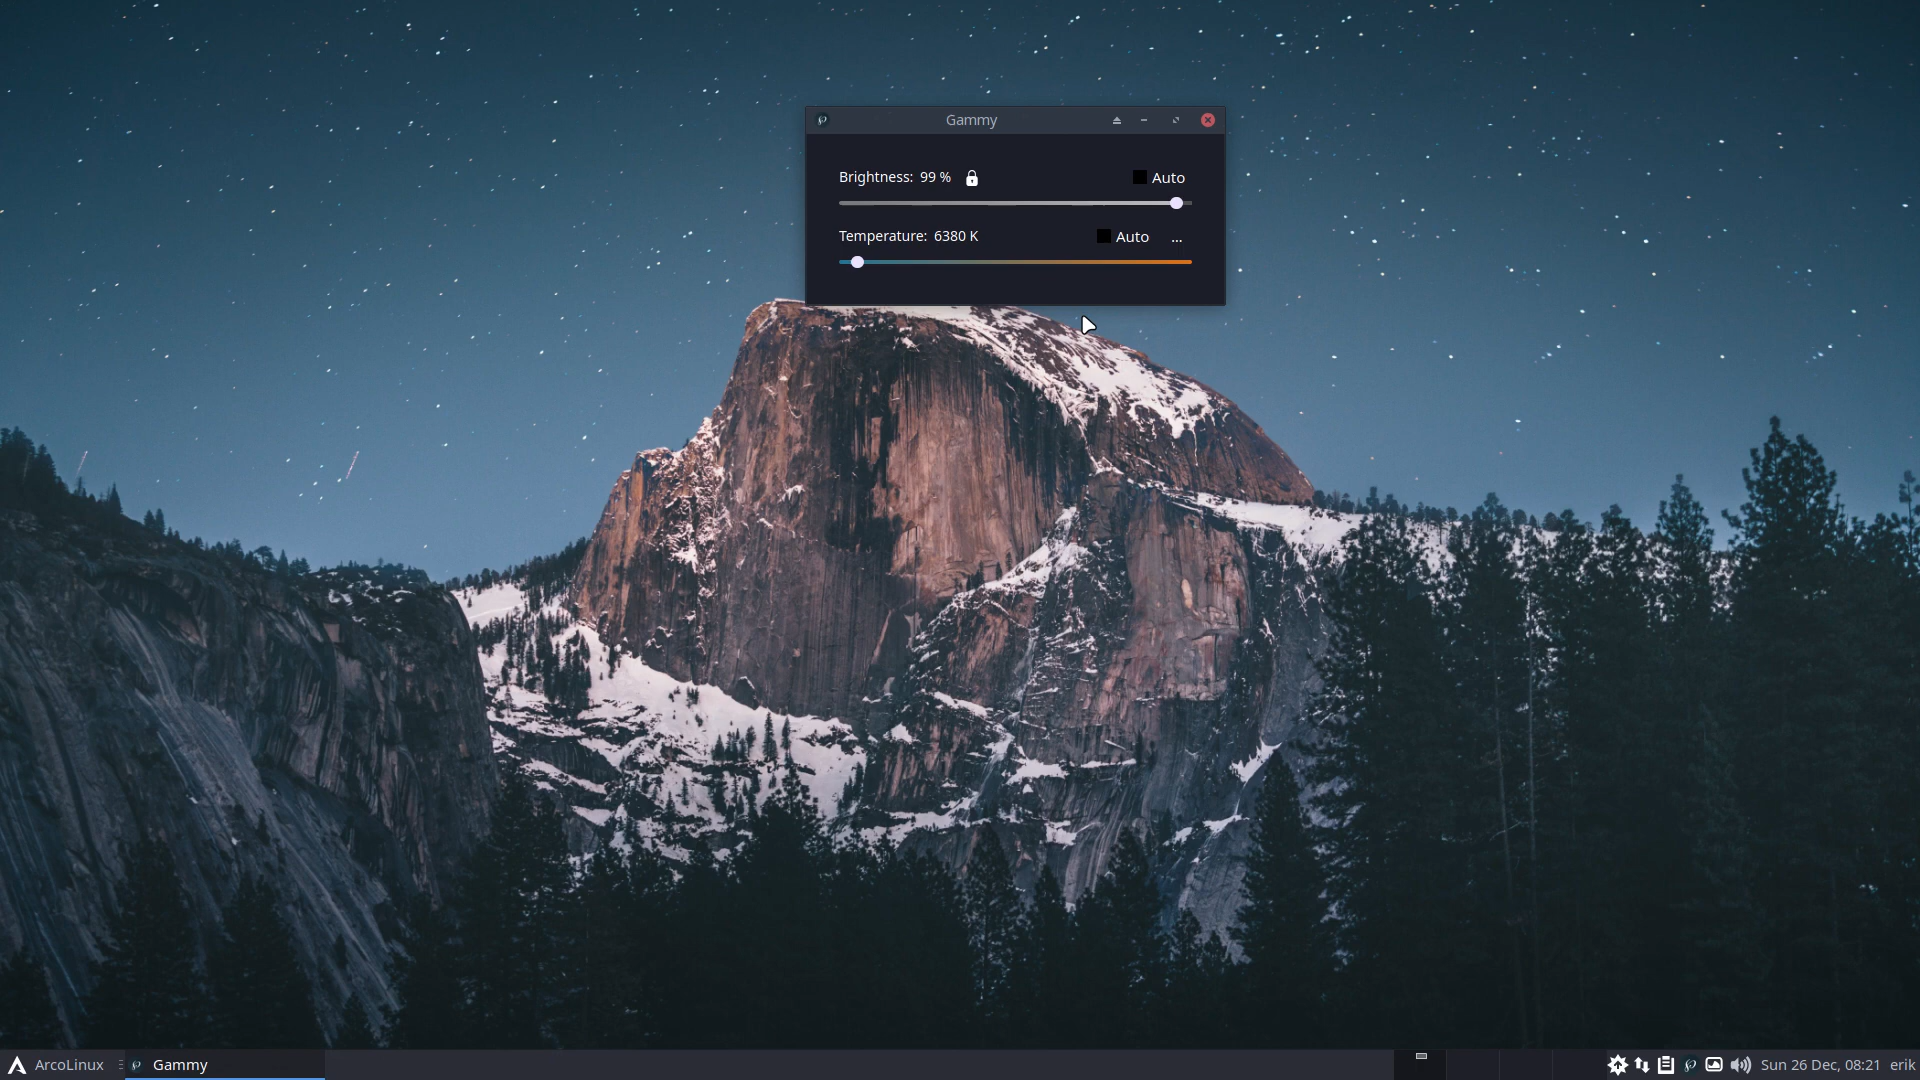 Gammy
Brightness: 99 %
Auto
Temperature: 6380 K
Auto ...
ArcoLinux
Gammy
Sun 26 Dec, 08:21 erik